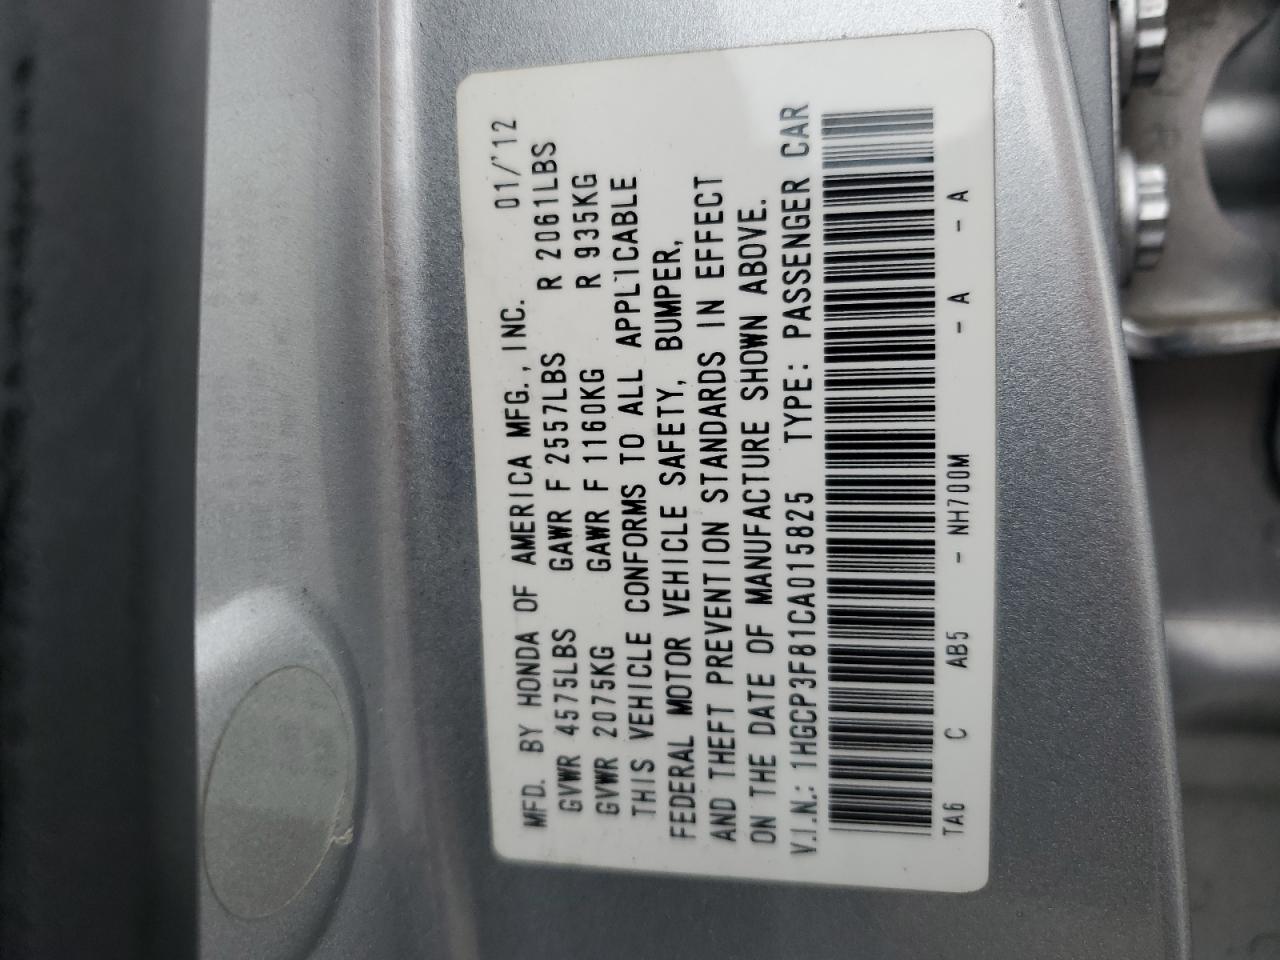 MFD. BY HONDA OF AMERICA MFG., INC. 01/'12
GVWR 4575LBS GAWR F 2557LBS R 2061LBS
GVWR 2075KG GAWR F 1160KG R 935KG
THIS VEHICLE CONFORMS TO ALL APPLICABLE
FEDERAL MOTOR VEHICLE SAFETY, BUMPER,
AND THEFT PREVENTION STANDARDS IN EFFECT
ON THE DATE OF MANUFACTURE SHOWN ABOVE.
V.I.N.: 1HGCP3F81CA015825 TYPE: PASSENGER CAR
TA6 C AB5 - NH700M - A - A